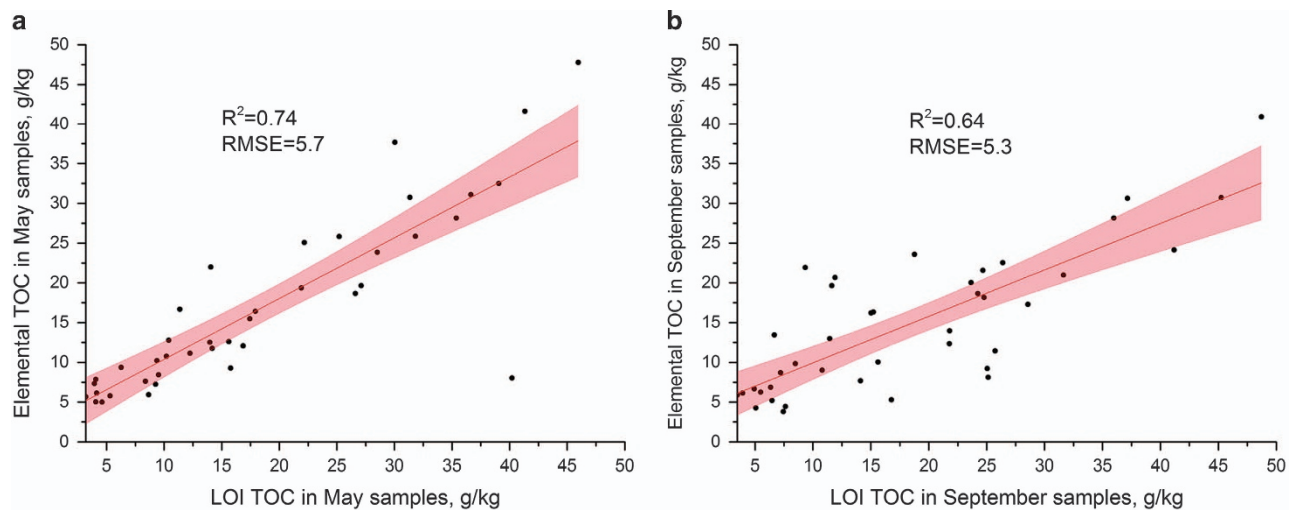 a
Elemental TOC in May samples, g/kg
50
45
40
35
30
25
20
15
10
5
0
R²=0.74
RMSE=5.7
5 10 15 20 25 30 35 40 45 50
LOI TOC in May samples, g/kg
b
Elemental TOC in September samples, g/kg
50
45
40
35
30
25
20
15
10
5
0
R²=0.64
RMSE=5.3
5 10 15 20 25 30 35 40 45 50
LOI TOC in September samples, g/kg